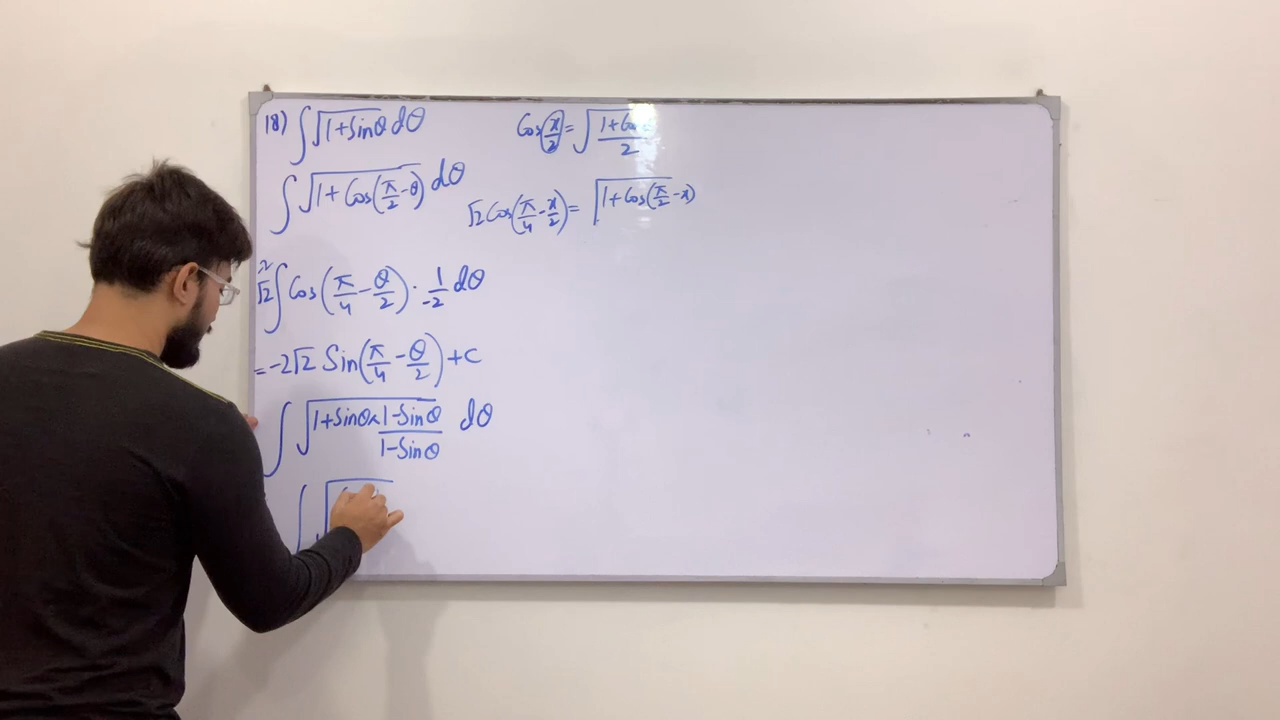 18) ∫√1+Sinθ dθ
Cos(x/2) = √1+Cos/2
∫√1+Cos(π/2-θ) dθ
√2 Cos(π/4-x/2) = √1+Cos(π/2-x)
-2√2 ∫Cos(π/4-θ/2)·1/-2 dθ
=-2√2 Sin(π/4-θ/2)+C
∫√1+Sinθ×1-Sinθ/1-Sinθ dθ
∫√